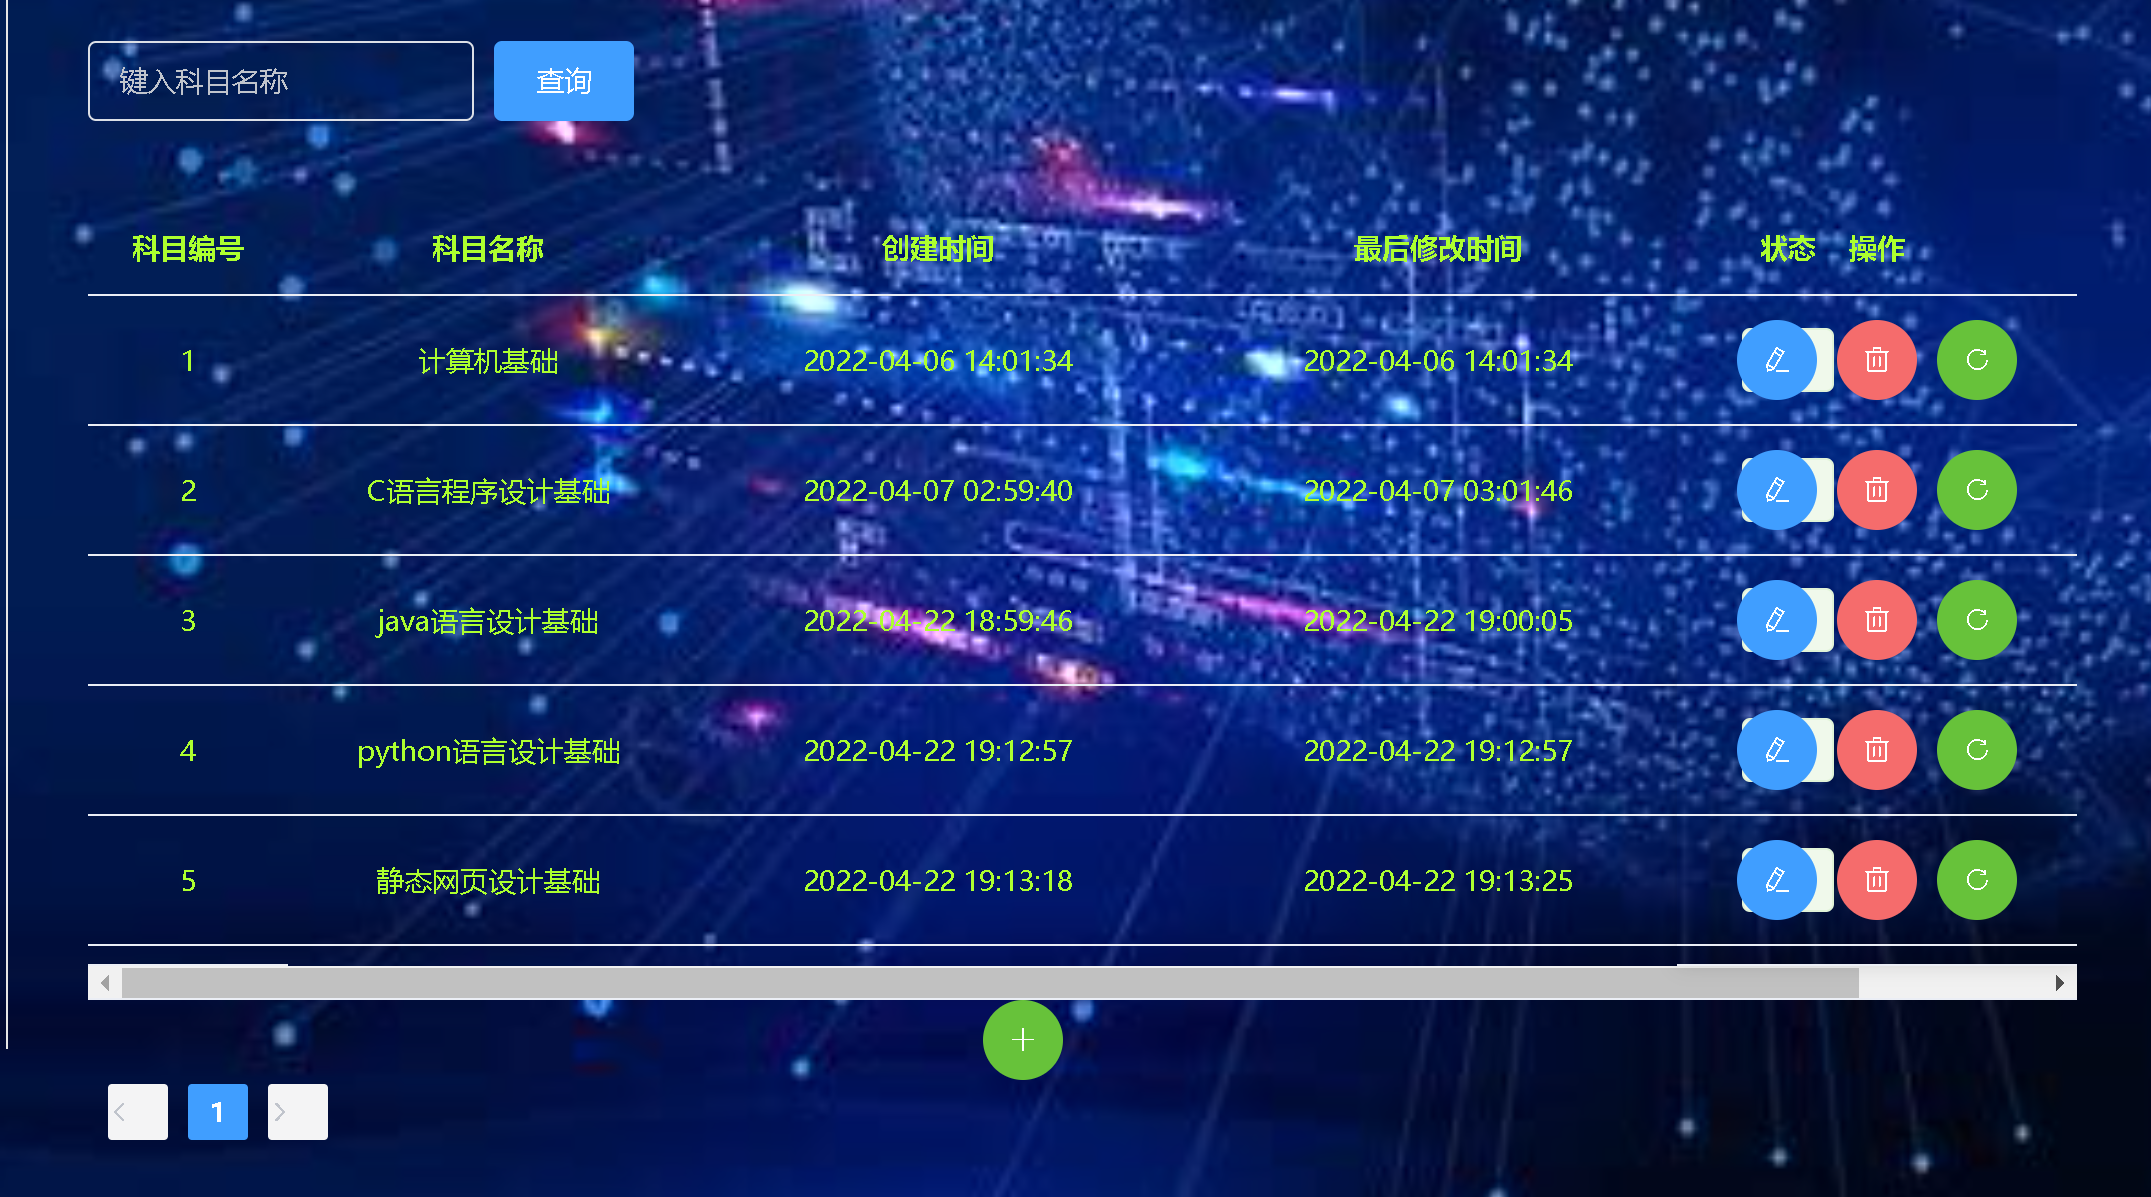 键入科目名称 查询
科目编号 科目名称 创建时间 最后修改时间 状态 操作
1 计算机基础 2022-04-06 14:01:34 2022-04-06 14:01:34
2 C语言程序设计基础 2022-04-07 02:59:40 2022-04-07 03:01:46
3 java语言设计基础 2022-04-22 18:59:46 2022-04-22 19:00:05
4 python语言设计基础 2022-04-22 19:12:57 2022-04-22 19:12:57
5 静态网页设计基础 2022-04-22 19:13:18 2022-04-22 19:13:25
1